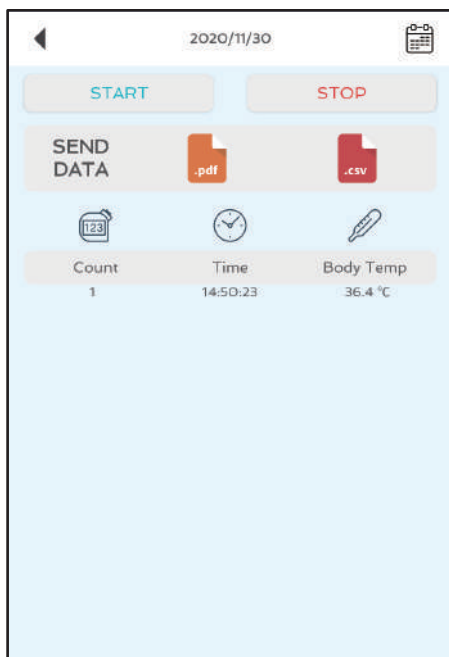 2020/11/30
START STOP
SEND
DATA
.pdf .csv
123
Count Time Body Temp
1 14:50:23 36.4 °C